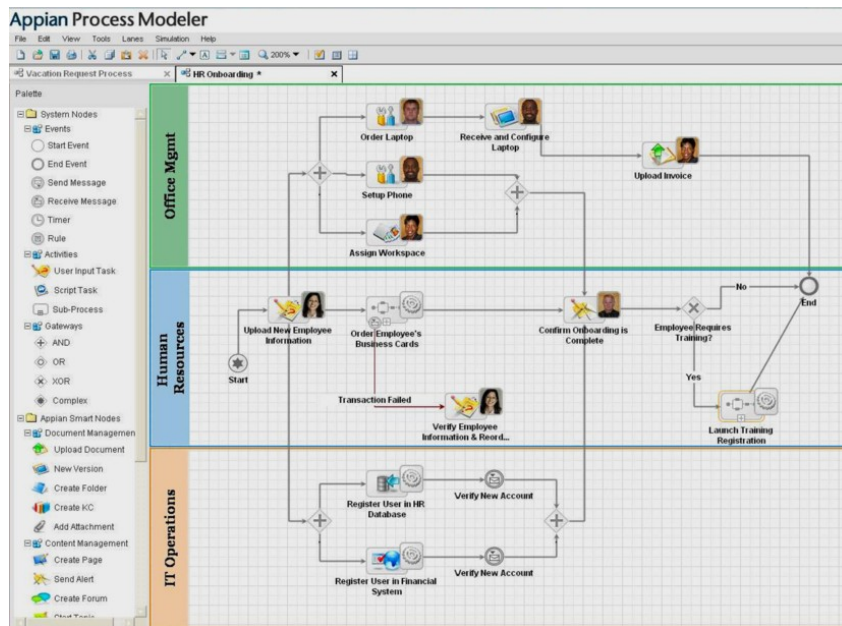 Appian Process Modeler
File Edit View Tools Lanes Simulation Help
200%
Vacation Request Process
HR Onboarding *
Palette
System Nodes
Events
Start Event
End Event
Send Message
Receive Message
Timer
Rule
Activities
User Input Task
Script Task
Sub-Process
Gateways
AND
OR
XOR
Complex
Appian Smart Nodes
Document Managemen
Upload Document
New Version
Create Folder
Create KC
Add Attachment
Content Management
Create Page
Send Alert
Create Forum
Office Mgmt
Order Laptop
Receive and Configure
Laptop
Upload Invoice
Setup Phone
Assign Workspace
Human
Resources
Start
Upload New Employee
Information
Order Employee's
Business Cards
Transaction Failed
Verify Employee
Information & Reord...
Confirm Onboarding is
Complete
Employee Requires
Training?
No
Yes
End
Launch Training
Registration
IT Operations
Register User in HR
Database
Verify New Account
Register User in Financial
System
Verify New Account